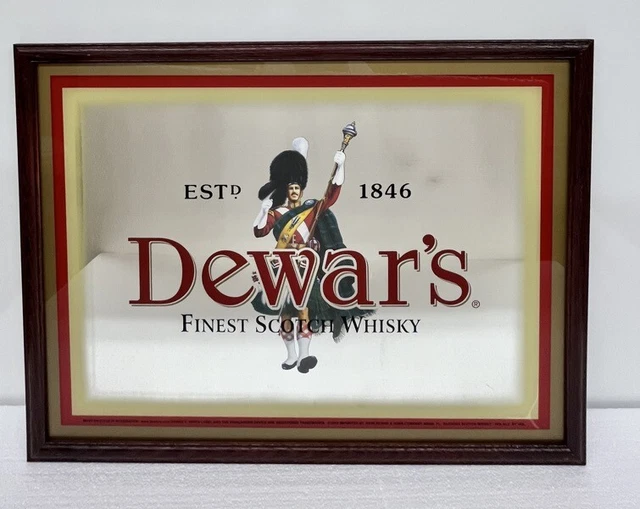 ESTD 1846
Dewar's®
FINEST SCOTCH WHISKY